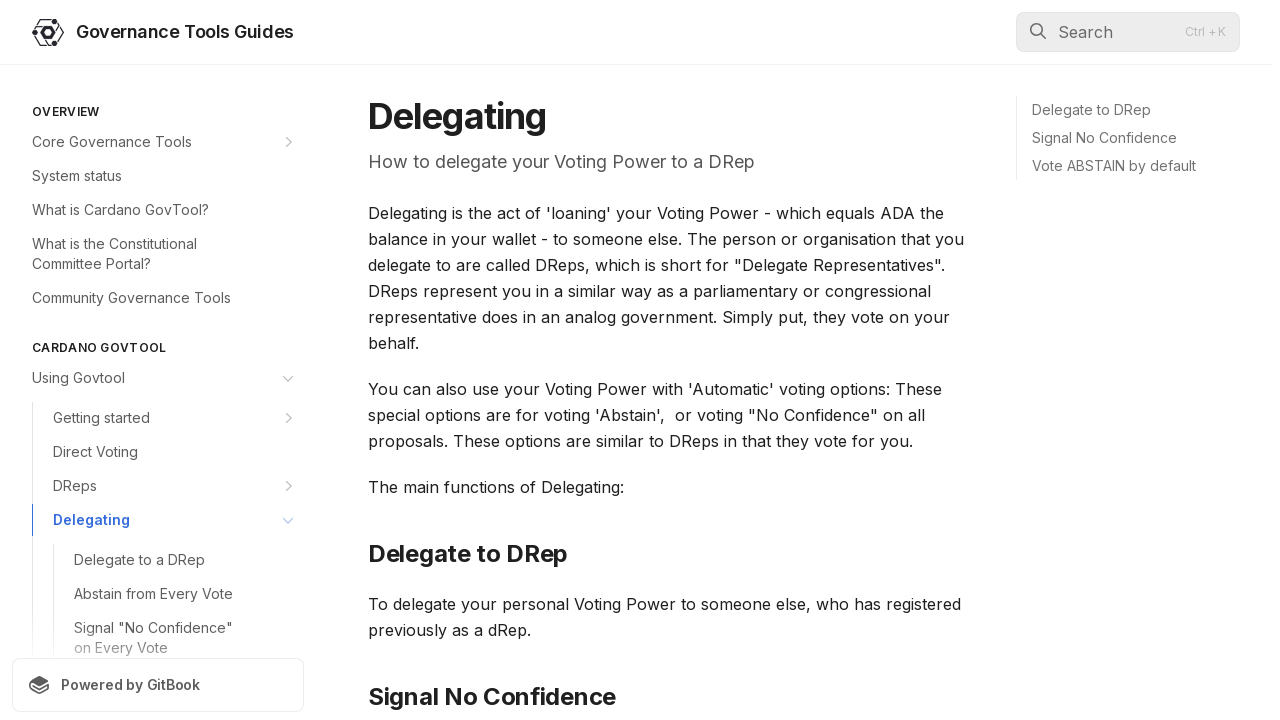 Governance Tools Guides
Search
Ctrl + K
OVERVIEW
Core Governance Tools
System status
What is Cardano GovTool?
What is the Constitutional
Committee Portal?
Community Governance Tools
CARDANO GOVTOOL
Using Govtool
Getting started
Direct Voting
DReps
Delegating
Delegate to a DRep
Abstain from Every Vote
Signal "No Confidence"
on Every Vote
Powered by GitBook
Delegating
How to delegate your Voting Power to a DRep
Delegating is the act of 'loaning' your Voting Power - which equals ADA the
balance in your wallet - to someone else. The person or organisation that you
delegate to are called DReps, which is short for "Delegate Representatives".
DReps represent you in a similar way as a parliamentary or congressional
representative does in an analog government. Simply put, they vote on your
behalf.
You can also use your Voting Power with 'Automatic' voting options: These
special options are for voting 'Abstain',  or voting "No Confidence" on all
proposals. These options are similar to DReps in that they vote for you.
The main functions of Delegating:
Delegate to DRep
To delegate your personal Voting Power to someone else, who has registered
previously as a dRep.
Signal No Confidence
Delegate to DRep
Signal No Confidence
Vote ABSTAIN by default